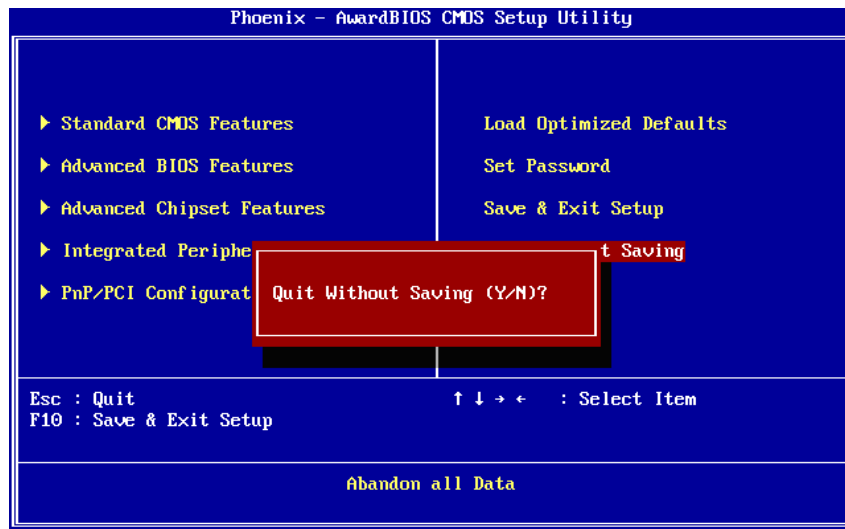 Phoenix - AwardBIOS CMOS Setup Utility
Standard CMOS Features
Advanced BIOS Features
Advanced Chipset Features
Integrated Periphe
PnP/PCI Configurat
Load Optimized Defaults
Set Password
Save & Exit Setup
t Saving
Quit Without Saving (Y/N)?
Esc : Quit
F10 : Save & Exit Setup
↑ ↓ → ← : Select Item
Abandon all Data